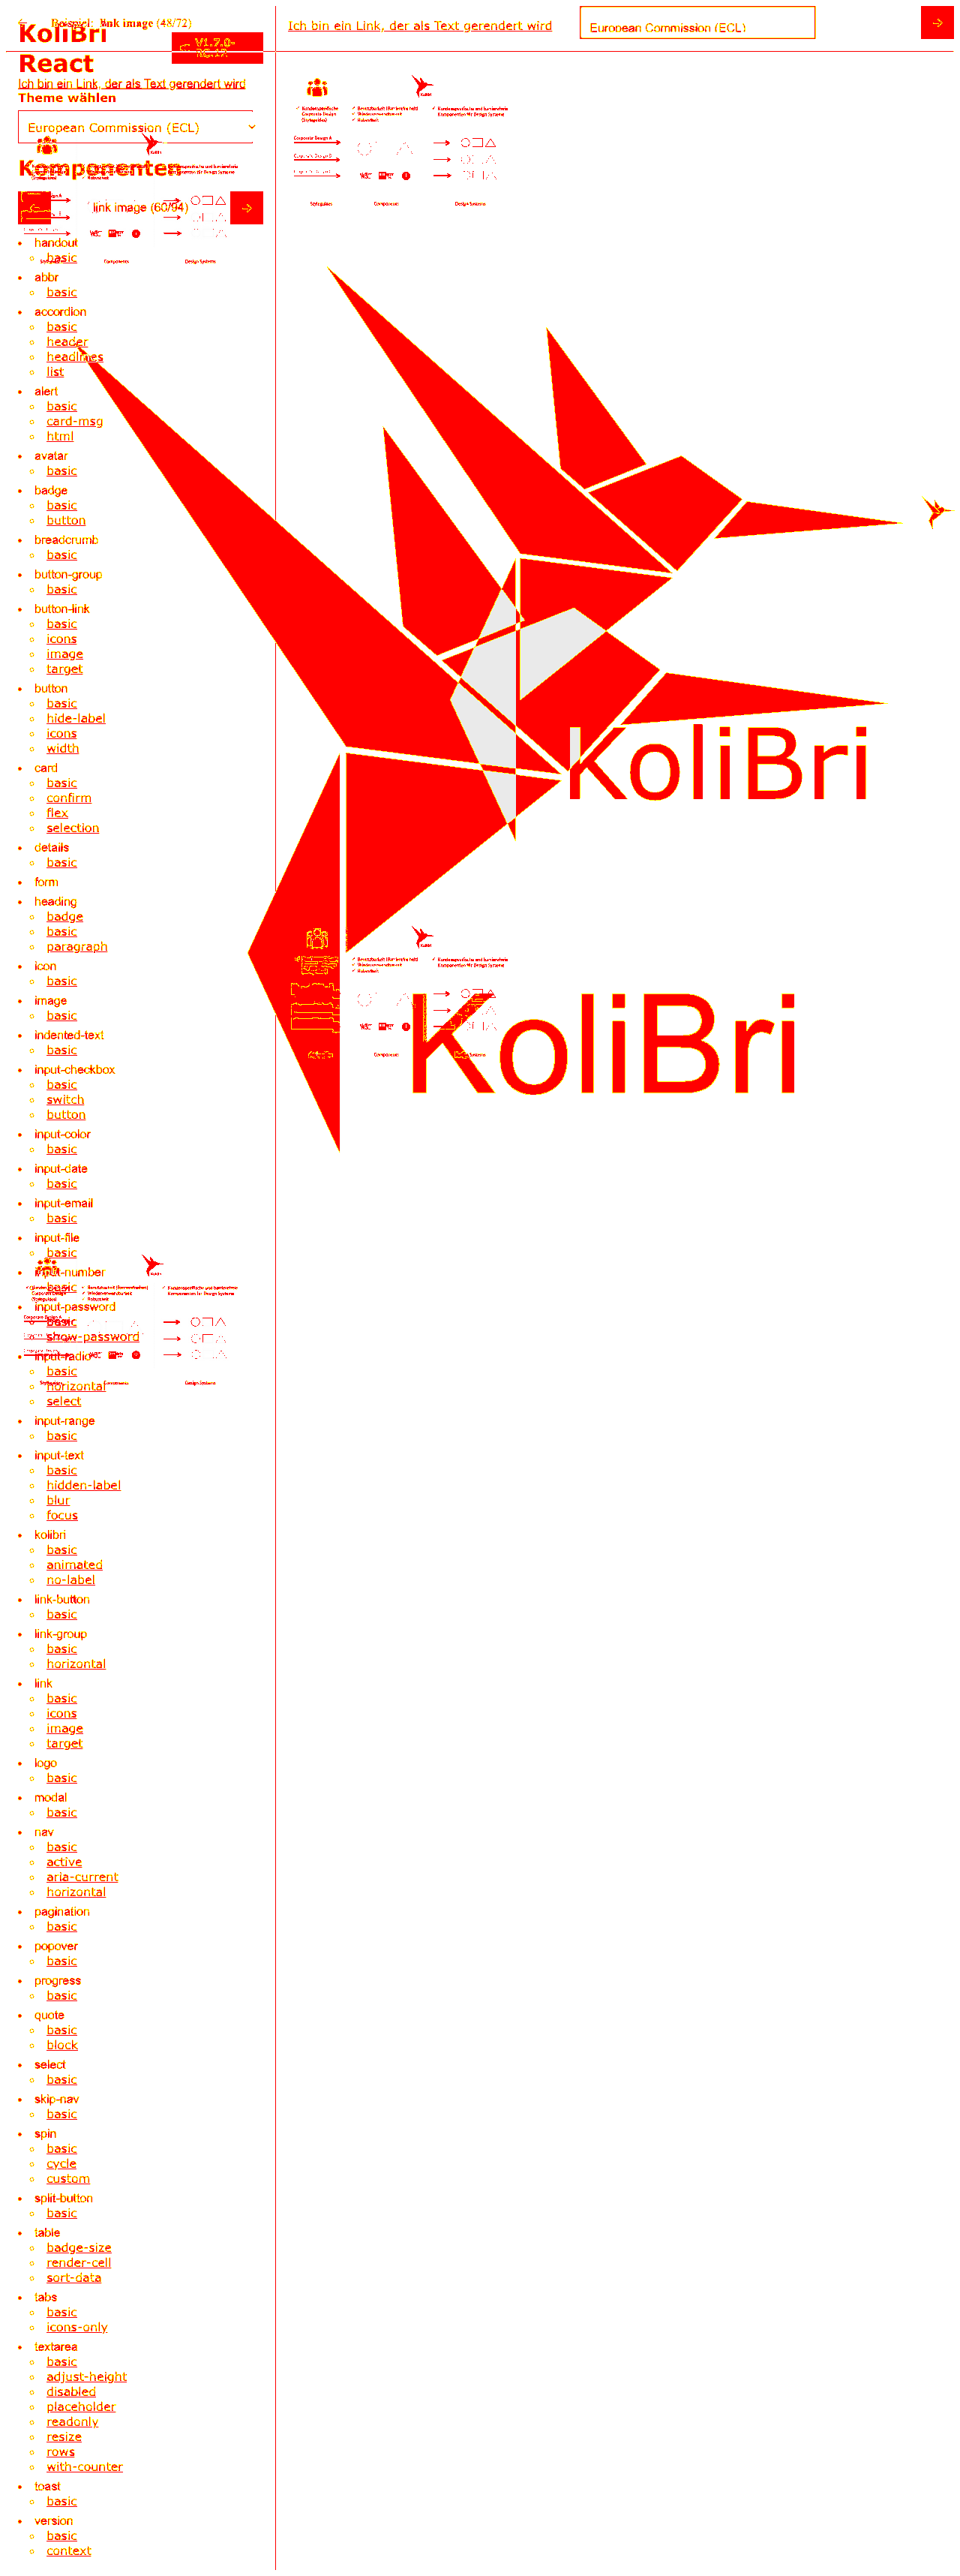 Beispiel: link image (48/72)
KoliBri
React
Ich bin ein Link, der als Text gerendert wird
European Commission (ECL)
Ich bin ein Link, der als Text gerendert wird
Theme wählen
European Commission (ECL)
Komponenten
link image (60/94)
handout
basic
abbr
basic
accordion
basic
header
headlines
list
alert
basic
card-msg
html
avatar
basic
badge
basic
button
breadcrumb
basic
button-group
basic
button-link
basic
icons
image
target
button
basic
hide-label
icons
width
card
basic
confirm
flex
selection
details
basic
form
heading
badge
basic
paragraph
icon
basic
image
basic
indented-text
basic
input-checkbox
basic
switch
button
input-color
basic
input-date
basic
input-email
basic
input-file
basic
input-number
basic
input-password
basic
show-password
input-radio
basic
horizontal
select
input-range
basic
input-text
basic
hidden-label
blur
focus
kolibri
basic
animated
no-label
link-button
basic
link-group
basic
horizontal
link
basic
icons
image
target
logo
basic
modal
basic
nav
basic
active
aria-current
horizontal
pagination
basic
popover
basic
progress
basic
quote
basic
block
select
basic
skip-nav
basic
spin
basic
cycle
custom
split-button
basic
table
badge-size
render-cell
sort-data
tabs
basic
icons-only
textarea
basic
adjust-height
disabled
placeholder
readonly
resize
rows
with-counter
toast
basic
version
basic
context
KoliBri
KoliBri